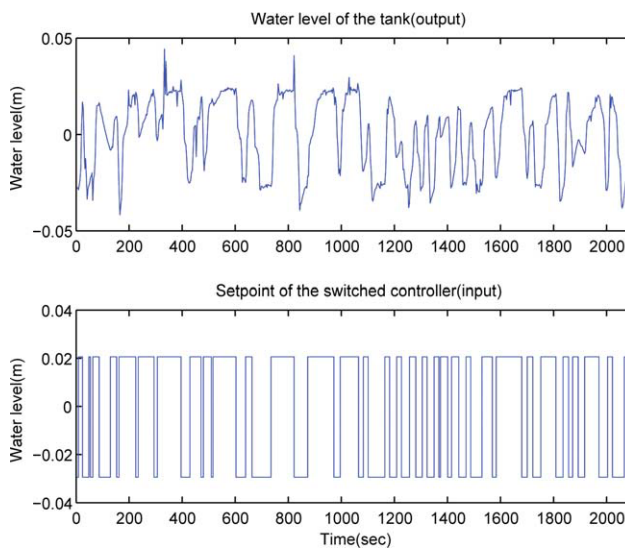 Water level of the tank(output)
0.05
0
−0.05
Water level(m)
0 200 400 600 800 1000 1200 1400 1600 1800 2000
Setpoint of the switched controller(input)
0.04
0.02
0
−0.02
−0.04
Water level(m)
0 200 400 600 800 1000 1200 1400 1600 1800 2000
Time(sec)